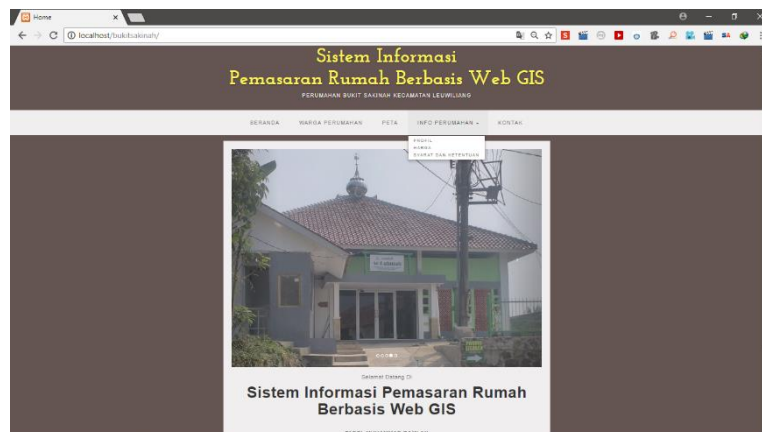 Home
localhost/bukitsakinah/
Sistem Informasi
Pemasaran Rumah Berbasis Web GIS
PERUMAHAN BUKIT SAKINAH KECAMATAN LEUWILIANG
BERANDA WARGA PERUMAHAN PETA INFO PERUMAHAN KONTAK
PROFIL
HARGA
SYARAT DAN KETENTUAN
Selamat Datang Di
Sistem Informasi Pemasaran Rumah
Berbasis Web GIS